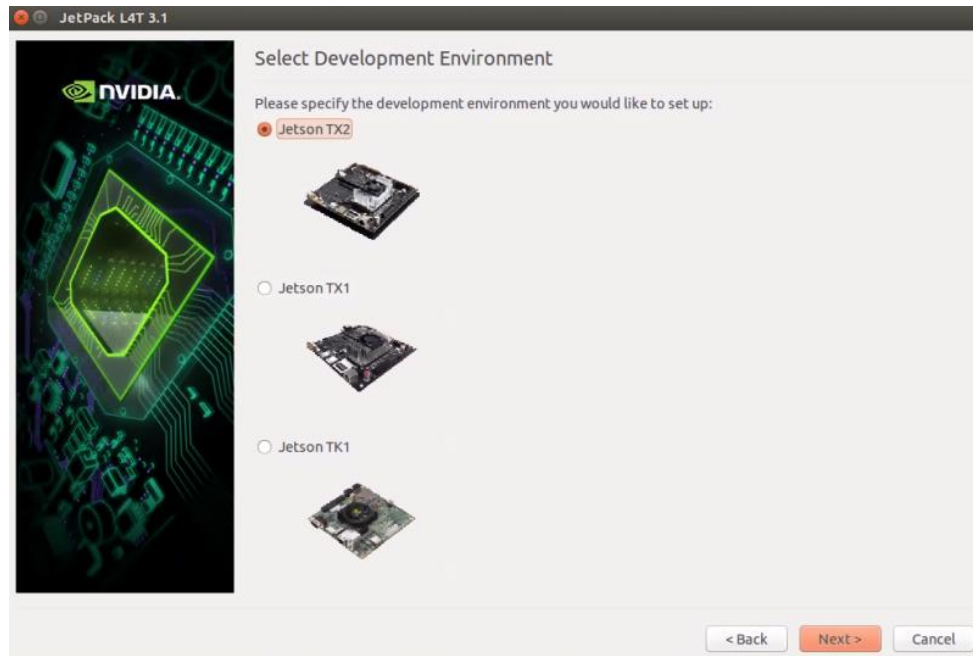 JetPack L4T 3.1
NVIDIA.
Select Development Environment
Please specify the development environment you would like to set up:
Jetson TX2
Jetson TX1
Jetson TK1
< Back
Next >
Cancel